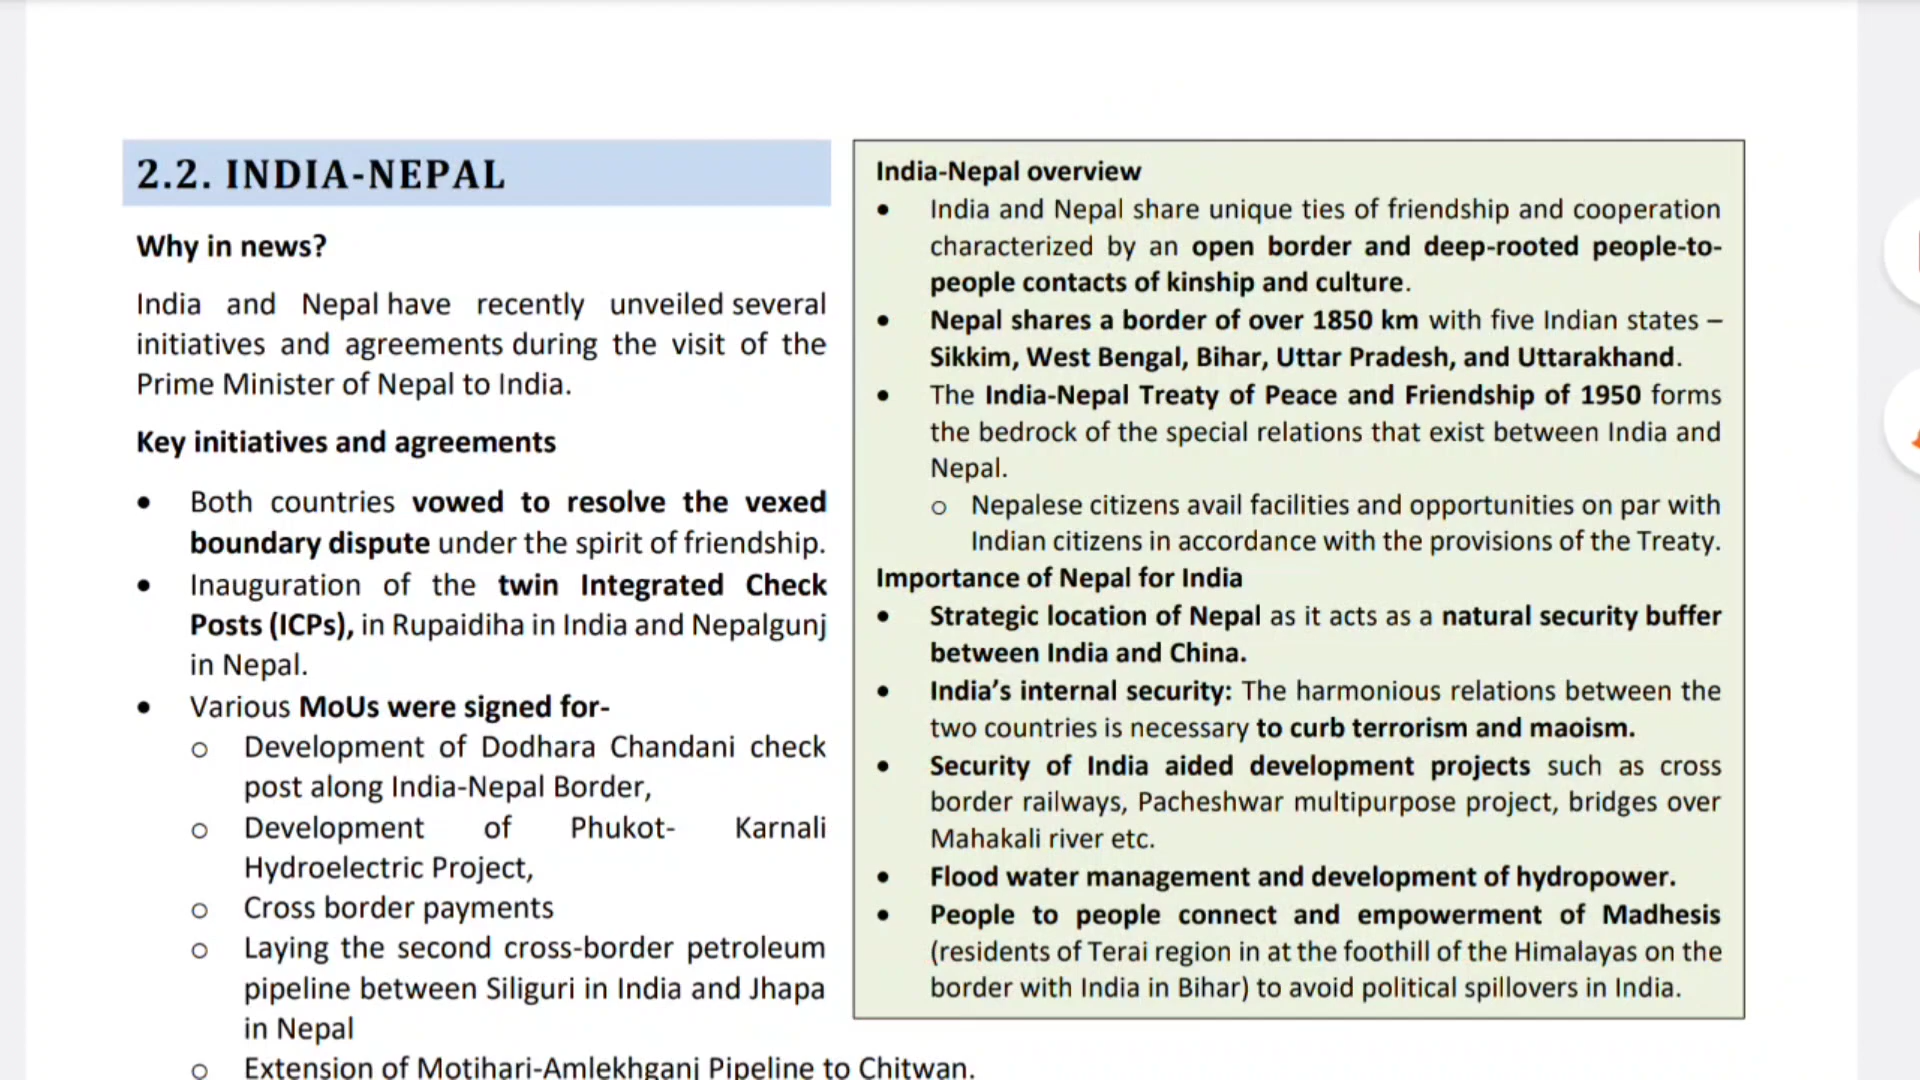 2.2. INDIA-NEPAL
Why in news?
India and Nepal have recently unveiled several
initiatives and agreements during the visit of the
Prime Minister of Nepal to India.
Key initiatives and agreements
• Both countries vowed to resolve the vexed
boundary dispute under the spirit of friendship.
• Inauguration of the twin Integrated Check
Posts (ICPs), in Rupaidiha in India and Nepalgunj
in Nepal.
• Various MoUs were signed for-
o Development of Dodhara Chandani check
post along India-Nepal Border,
o Development of Phukot- Karnali
Hydroelectric Project,
o Cross border payments
o Laying the second cross-border petroleum
pipeline between Siliguri in India and Jhapa
in Nepal
o Extension of Motihari-Amlekhganj Pipeline to Chitwan.
India-Nepal overview
• India and Nepal share unique ties of friendship and cooperation
characterized by an open border and deep-rooted people-to-
people contacts of kinship and culture.
• Nepal shares a border of over 1850 km with five Indian states –
Sikkim, West Bengal, Bihar, Uttar Pradesh, and Uttarakhand.
• The India-Nepal Treaty of Peace and Friendship of 1950 forms
the bedrock of the special relations that exist between India and
Nepal.
o Nepalese citizens avail facilities and opportunities on par with
Indian citizens in accordance with the provisions of the Treaty.
Importance of Nepal for India
• Strategic location of Nepal as it acts as a natural security buffer
between India and China.
• India’s internal security: The harmonious relations between the
two countries is necessary to curb terrorism and maoism.
• Security of India aided development projects such as cross
border railways, Pacheshwar multipurpose project, bridges over
Mahakali river etc.
• Flood water management and development of hydropower.
• People to people connect and empowerment of Madhesis
(residents of Terai region in at the foothill of the Himalayas on the
border with India in Bihar) to avoid political spillovers in India.